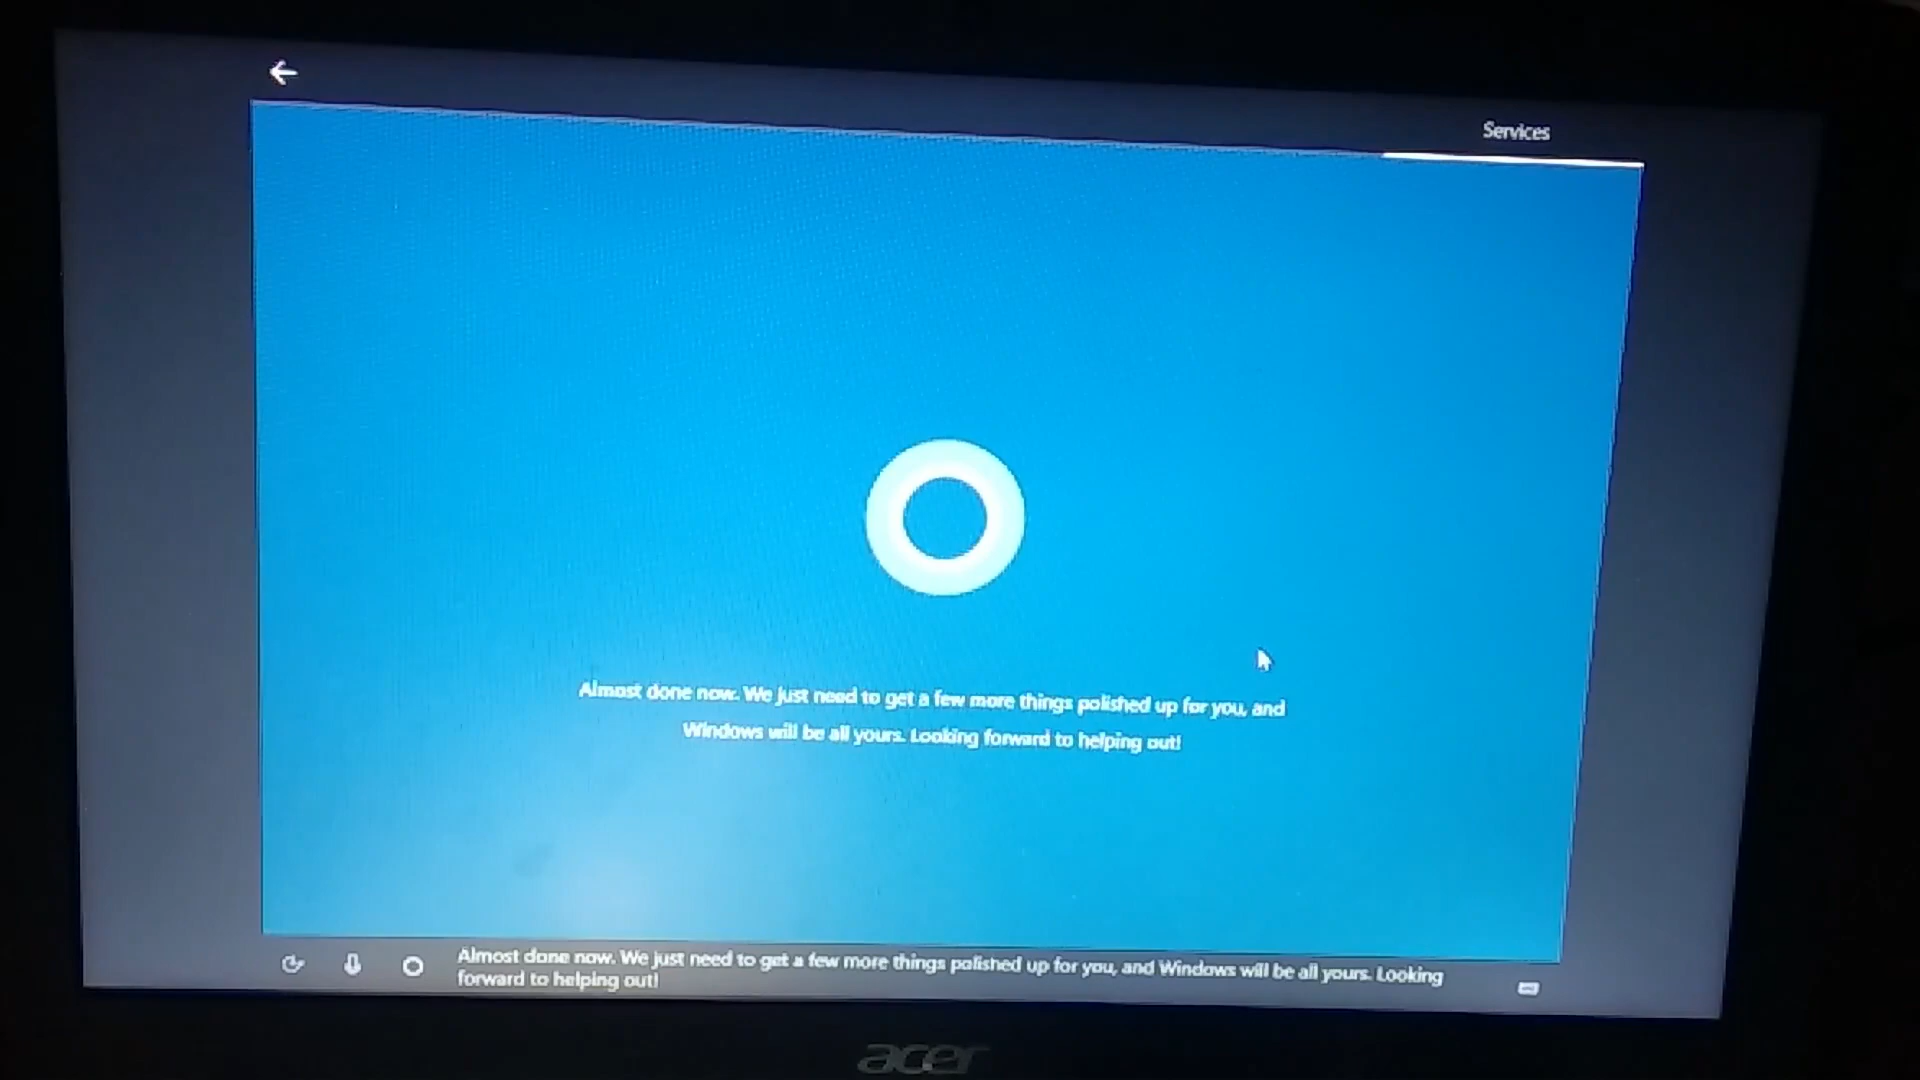 Services
Almost done now. We just need to get a few more things polished up for you, and
Windows will be all yours. Looking forward to helping out!
Almost done now. We just need to get a few more things polished up for you, and Windows will be all yours. Looking
forward to helping out!
acer